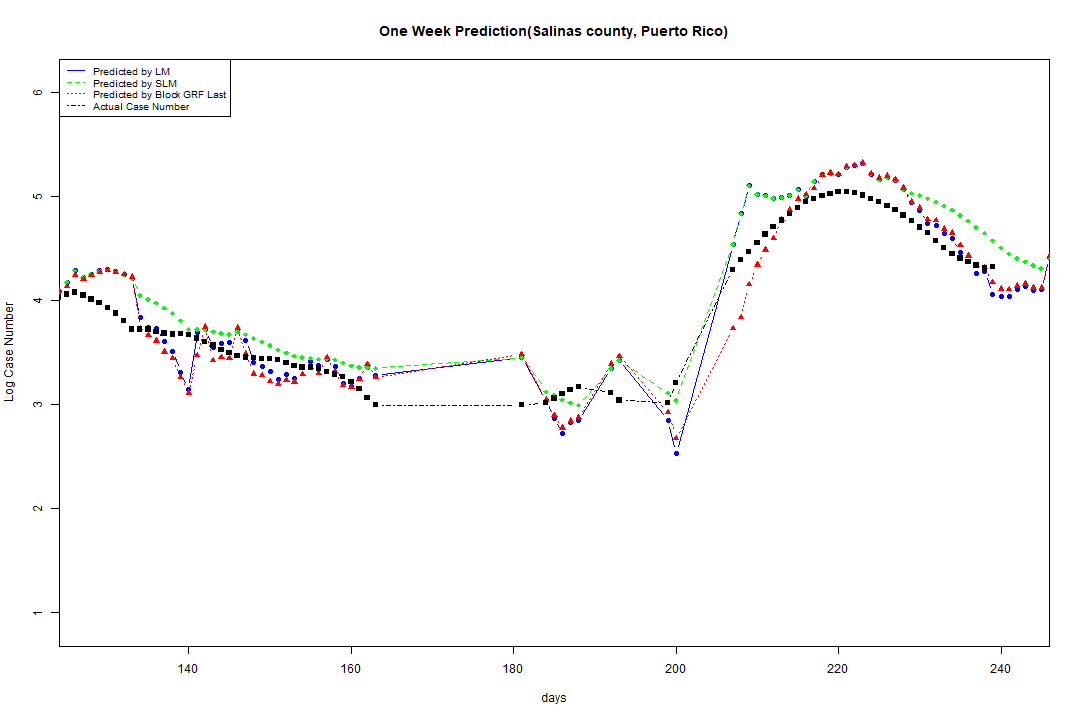 One Week Prediction(Salinas county, Puerto Rico)
Predicted by LM
Predicted by SLM
Predicted by Block GRF Last
Actual Case Number
6
5
4
3
2
1
Log Case Number
140 160 180 200 220 240
days